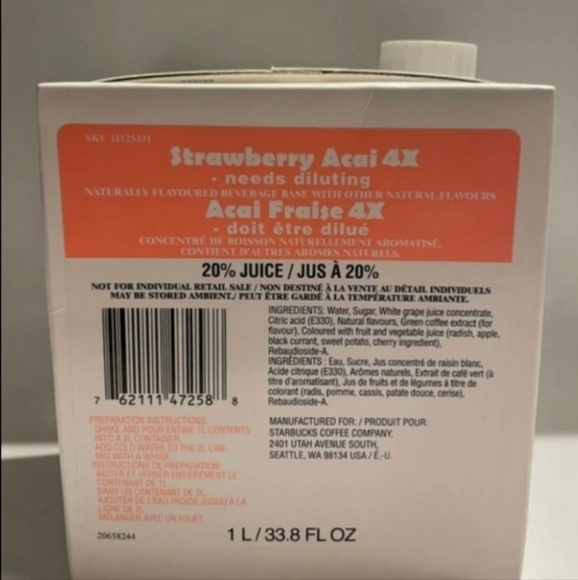 SKU 11125331
Strawberry Acai 4X
- needs diluting
NATURALLY FLAVOURED BEVERAGE BASE WITH OTHER NATURAL FLAVOURS
Acai Fraise 4X
- doit être dilué
CONCENTRÉ DE BOISSON NATURELLEMENT AROMATISÉ.
CONTIENT D'AUTRES ARÔMES NATURELS.
20% JUICE / JUS À 20%
NOT FOR INDIVIDUAL RETAIL SALE / NON DESTINÉ À LA VENTE AU DÉTAIL INDIVIDUELS
MAY BE STORED AMBIENT./ PEUT ÊTRE GARDÉ À LA TEMPÉRATURE AMBIANTE.
INGREDIENTS: Water, Sugar, White grape juice concentrate,
Citric acid (E330), Natural flavours, Green coffee extract (for
flavour), Coloured with fruit and vegetable juice (radish, apple,
black currant, sweet potato, cherry ingredient),
Rebaudioside-A.
INGRÉDIENTS : Eau, Sucre, Jus concentré de raisin blanc,
Acide citrique (E330), Arômes naturels, Extrait de café vert (à
titre d'aromatisant), Jus de fruits et de légumes à titre de
colorant (radis, pomme, cassis, patate douce, cerise),
Rebaudioside-A.
7 62111 47258 8
PREPARATION INSTRUCTIONS:
SHAKE AND POUR ENTIRE 1L CONTENTS
INTO A 2L CONTAINER.
ADD COLD WATER TO THE 2L LINE.
MIX WITH A WHISK.
INSTRUCTIONS DE PRÉPARATION:
AGITER ET VERSER ENTIÈREMENT LE
CONTENANT DE 1L
DANS UN CONTENANT DE 2L.
AJOUTER DE L'EAU FROIDE JUSQU'À LA
LIGNE DE 2L.
MÉLANGER AVEC UN FOUET.
MANUFACTURED FOR: / PRODUIT POUR:
STARBUCKS COFFEE COMPANY,
2401 UTAH AVENUE SOUTH,
SEATTLE, WA 98134 USA / É.-U.
20658244
1 L / 33.8 FL OZ